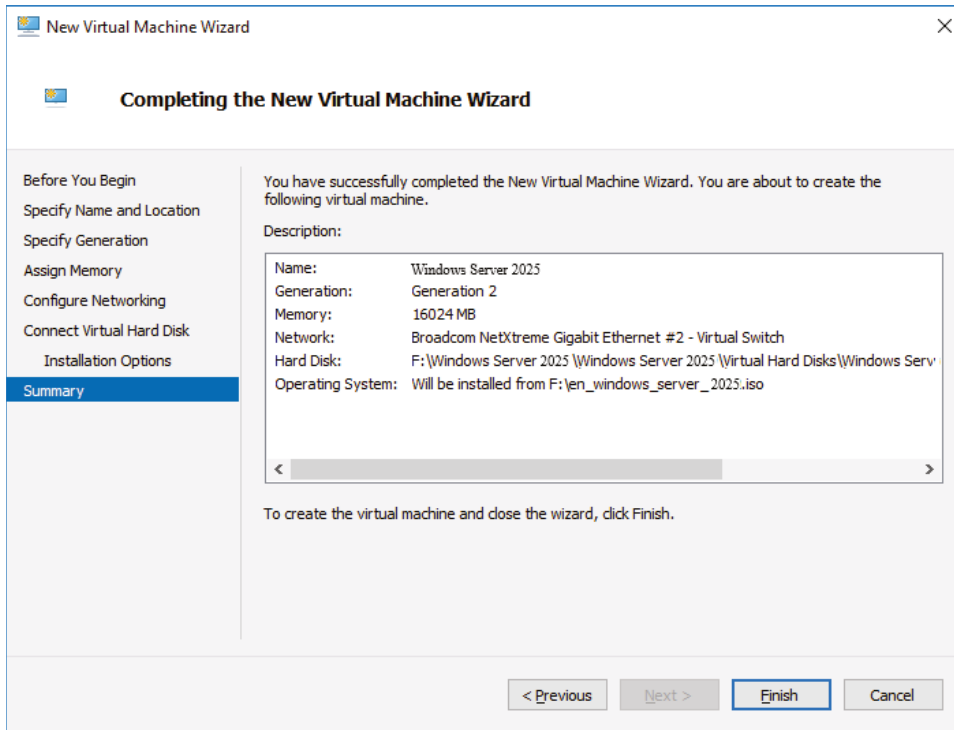 New Virtual Machine Wizard
Completing the New Virtual Machine Wizard
Before You Begin
Specify Name and Location
Specify Generation
Assign Memory
Configure Networking
Connect Virtual Hard Disk
Installation Options
Summary
You have successfully completed the New Virtual Machine Wizard. You are about to create the
following virtual machine.
Description:
Name: Windows Server 2025
Generation: Generation 2
Memory: 16024 MB
Network: Broadcom NetXtreme Gigabit Ethernet #2 - Virtual Switch
Hard Disk: F:\Windows Server 2025 \Windows Server 2025 \Virtual Hard Disks\Windows Serv
Operating System: Will be installed from F:\en_windows_server_2025.iso
To create the virtual machine and close the wizard, click Finish.
< Previous
Next >
Finish
Cancel